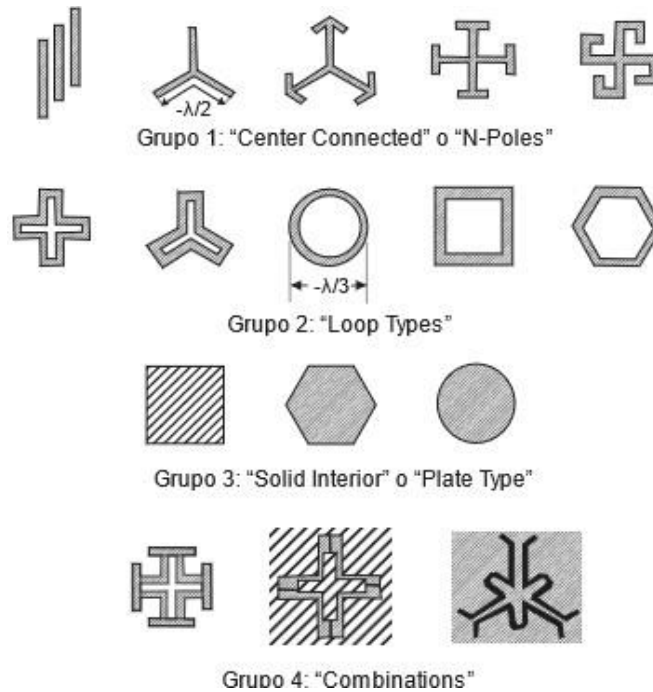 -λ/2
Grupo 1: “Center Connected” o “N-Poles”
-λ/3
Grupo 2: “Loop Types”
Grupo 3: “Solid Interior” o “Plate Type”
Grupo 4: “Combinations”